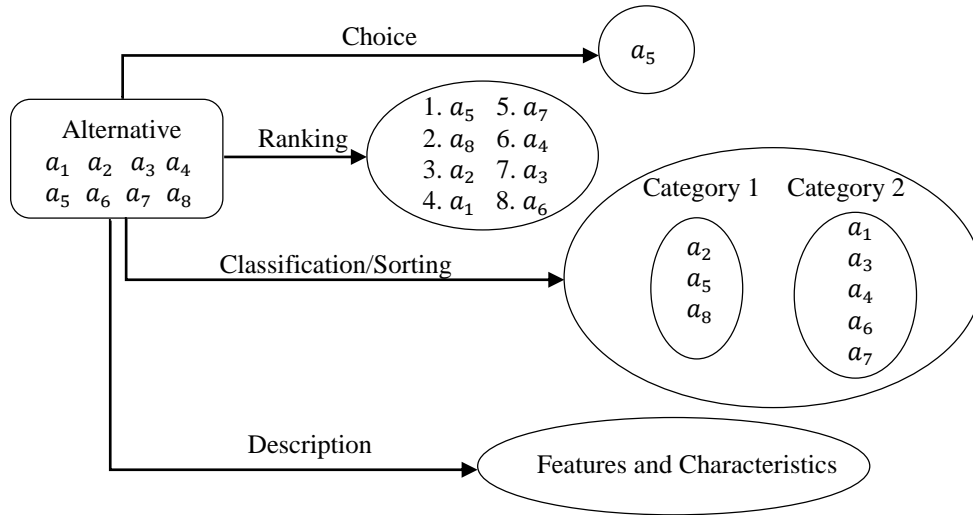 Choice
a₅
Alternative
a₁ a₂ a₃ a₄
a₅ a₆ a₇ a₈
Ranking
1. a₅ 5. a₇
2. a₈ 6. a₄
3. a₂ 7. a₃
4. a₁ 8. a₆
Classification/Sorting
Category 1
a₂
a₅
a₈
Category 2
a₁
a₃
a₄
a₆
a₇
Description
Features and Characteristics